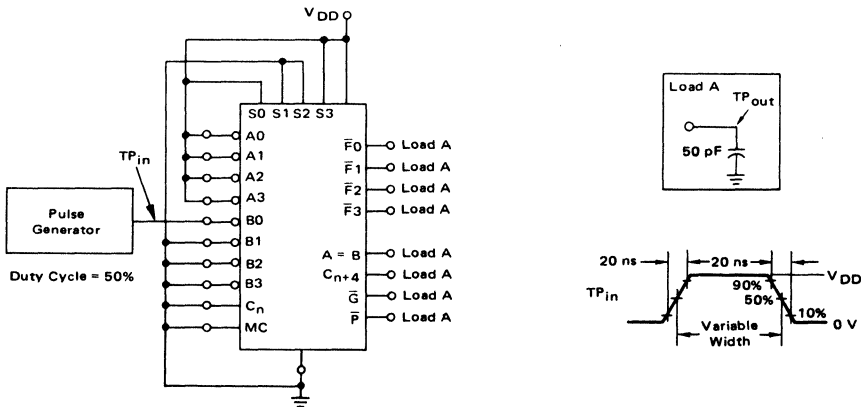 V DD
S0 S1 S2 S3
A0
A1
A2
A3
B0
B1
B2
B3
Cn
MC
F̅0 Load A
F̅1 Load A
F̅2 Load A
F̅3 Load A
A = B Load A
Cn+4 Load A
G̅ Load A
P̅ Load A
TPin
Pulse
Generator
Duty Cycle = 50%
Load A
TPout
50 pF
20 ns
20 ns
TPin
90%
50%
10%
VDD
0 V
Variable
Width